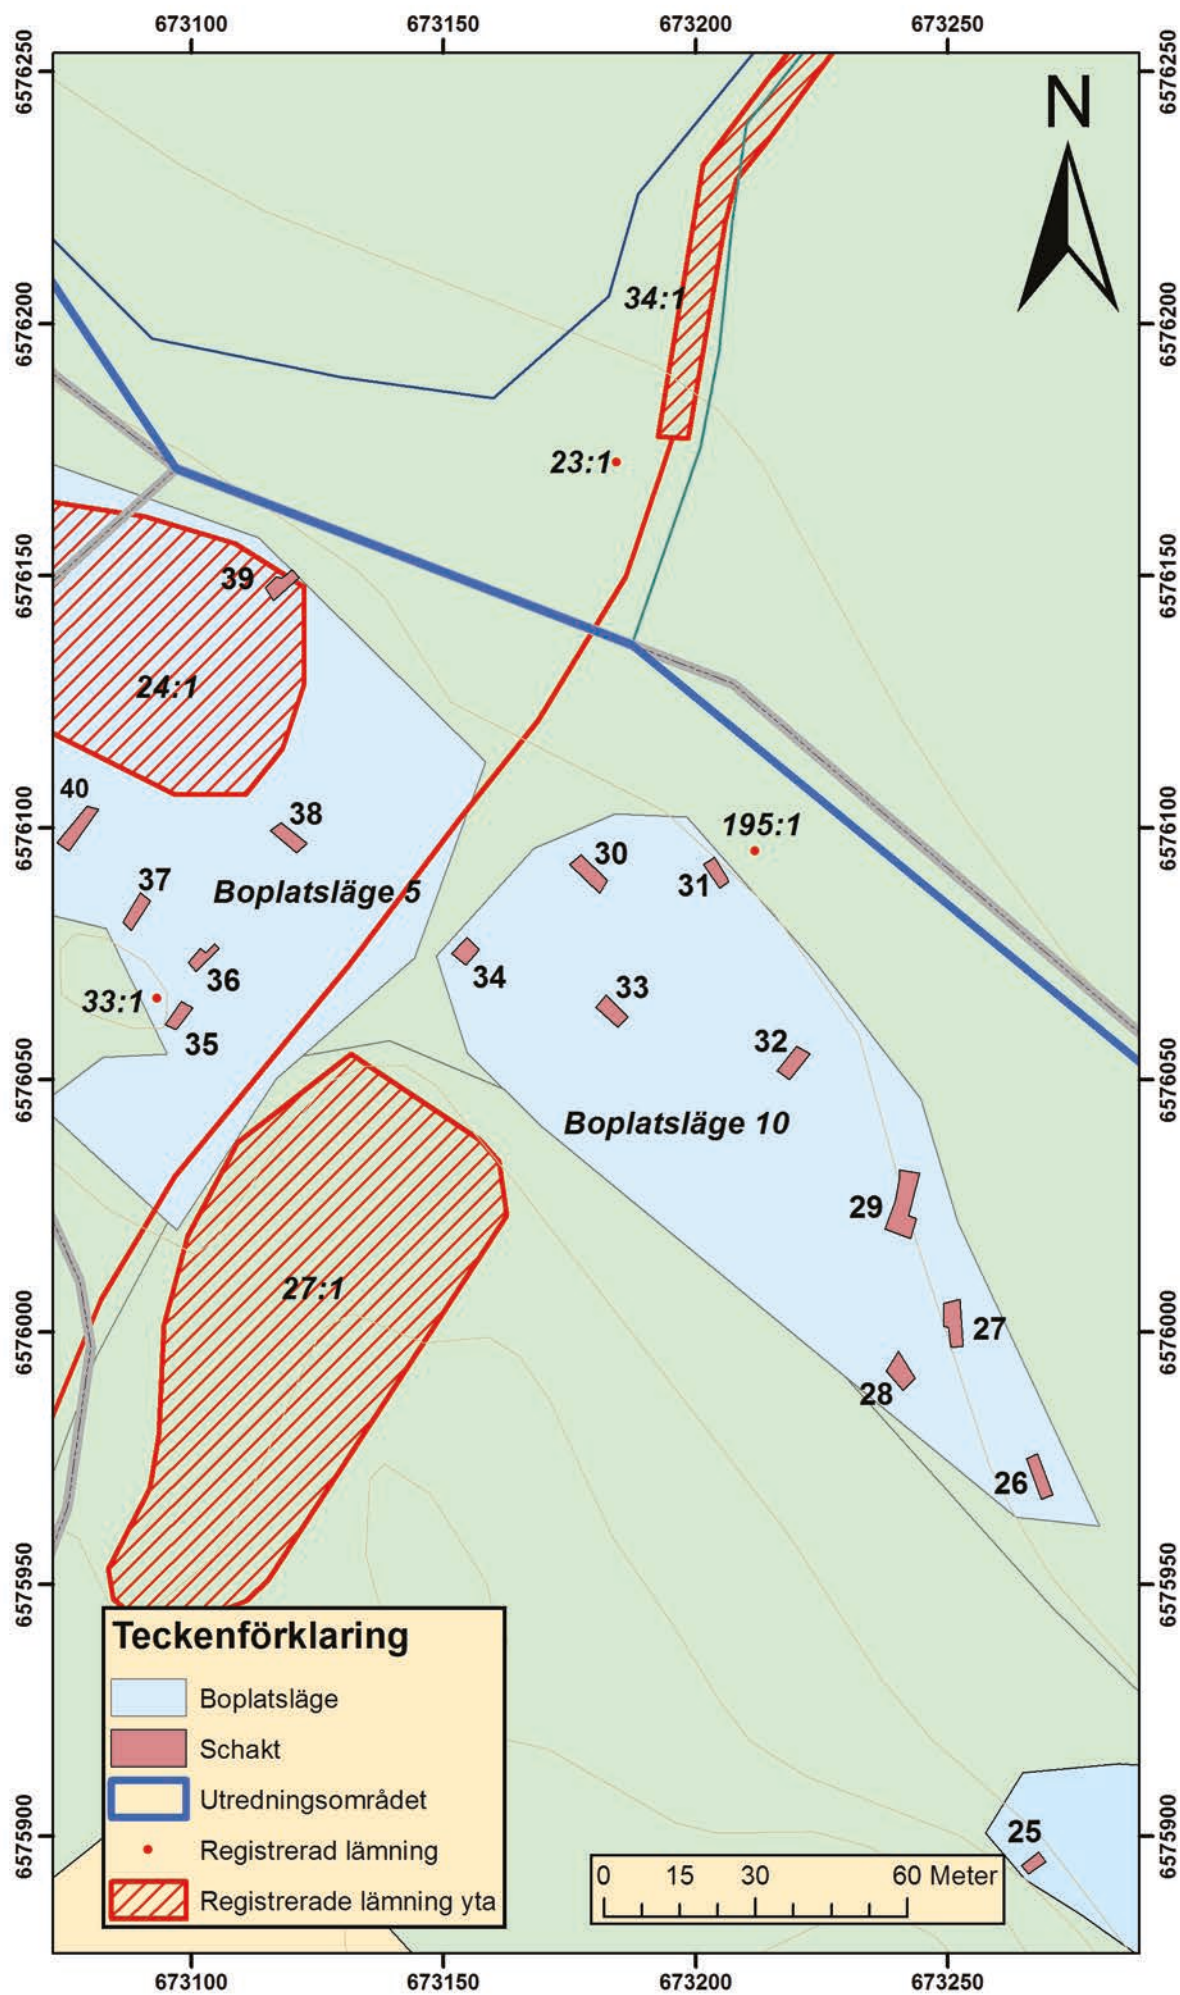 673100 673150 673200 673250
6576250 6576250
N
34:1
6576200 6576200
23:1
6576150 6576150
39
24:1
40
6576100 6576100
38
195:1
30
37
31
Boplatsläge 5
34
36
33
33:1
35
32
6576050 6576050
Boplatsläge 10
29
27:1
27
6576000 6576000
28
26
6575950 6575950
Teckenförklaring
Boplatsläge
Schakt
Utredningsområdet
Registrerad lämning
Registrerade lämning yta
25
6575900 6575900
0 15 30 60 Meter
673100 673150 673200 673250